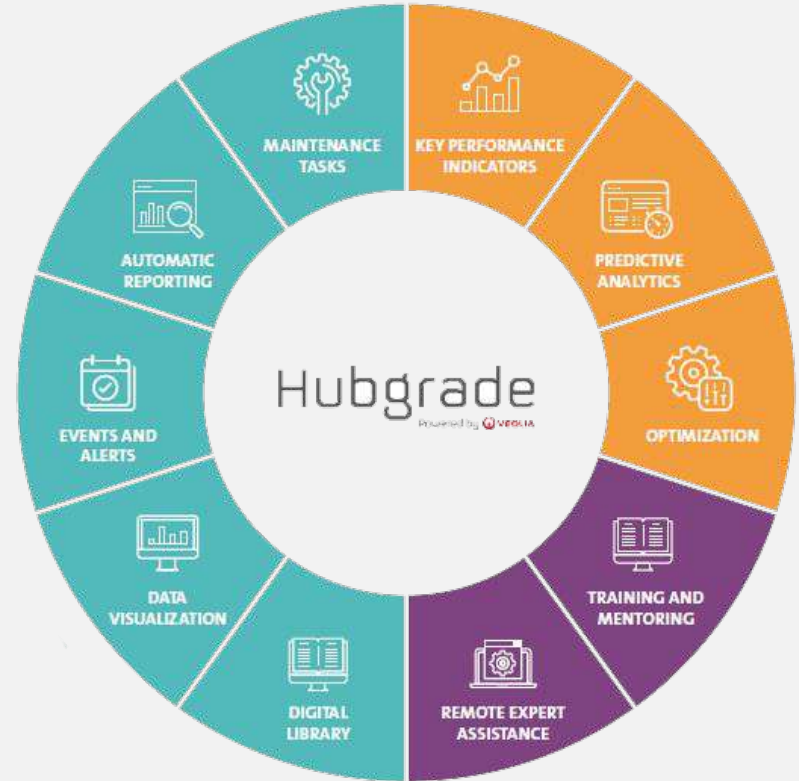 MAINTENANCE
TASKS
KEY PERFORMANCE
INDICATORS
AUTOMATIC
REPORTING
PREDICTIVE
ANALYTICS
Hubgrade
Powered by VEOLIA
EVENTS AND
ALERTS
OPTIMIZATION
DATA
VISUALIZATION
TRAINING AND
MENTORING
DIGITAL
LIBRARY
REMOTE EXPERT
ASSISTANCE